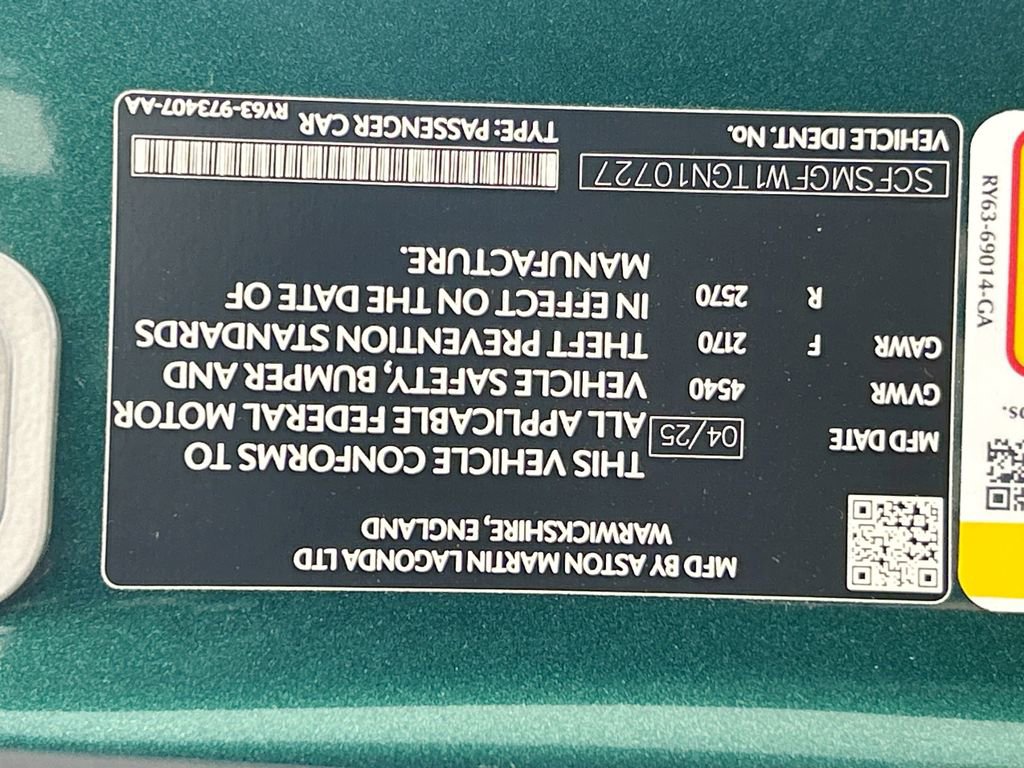 MFD BY ASTON MARTIN LAGONDA LTD
WARWICKSHIRE, ENGLAND
MFD DATE 04/25
GVWR 4540
GAWR F 2170
R 2570
THIS VEHICLE CONFORMS TO
ALL APPLICABLE FEDERAL MOTOR
VEHICLE SAFETY, BUMPER AND
THEFT PREVENTION STANDARDS
IN EFFECT ON THE DATE OF
MANUFACTURE.
VEHICLE IDENT. No.
SCFSMGFW1TGN10727
TYPE: PASSENGER CAR
RY63-973407-AA
RY63-69014-GA